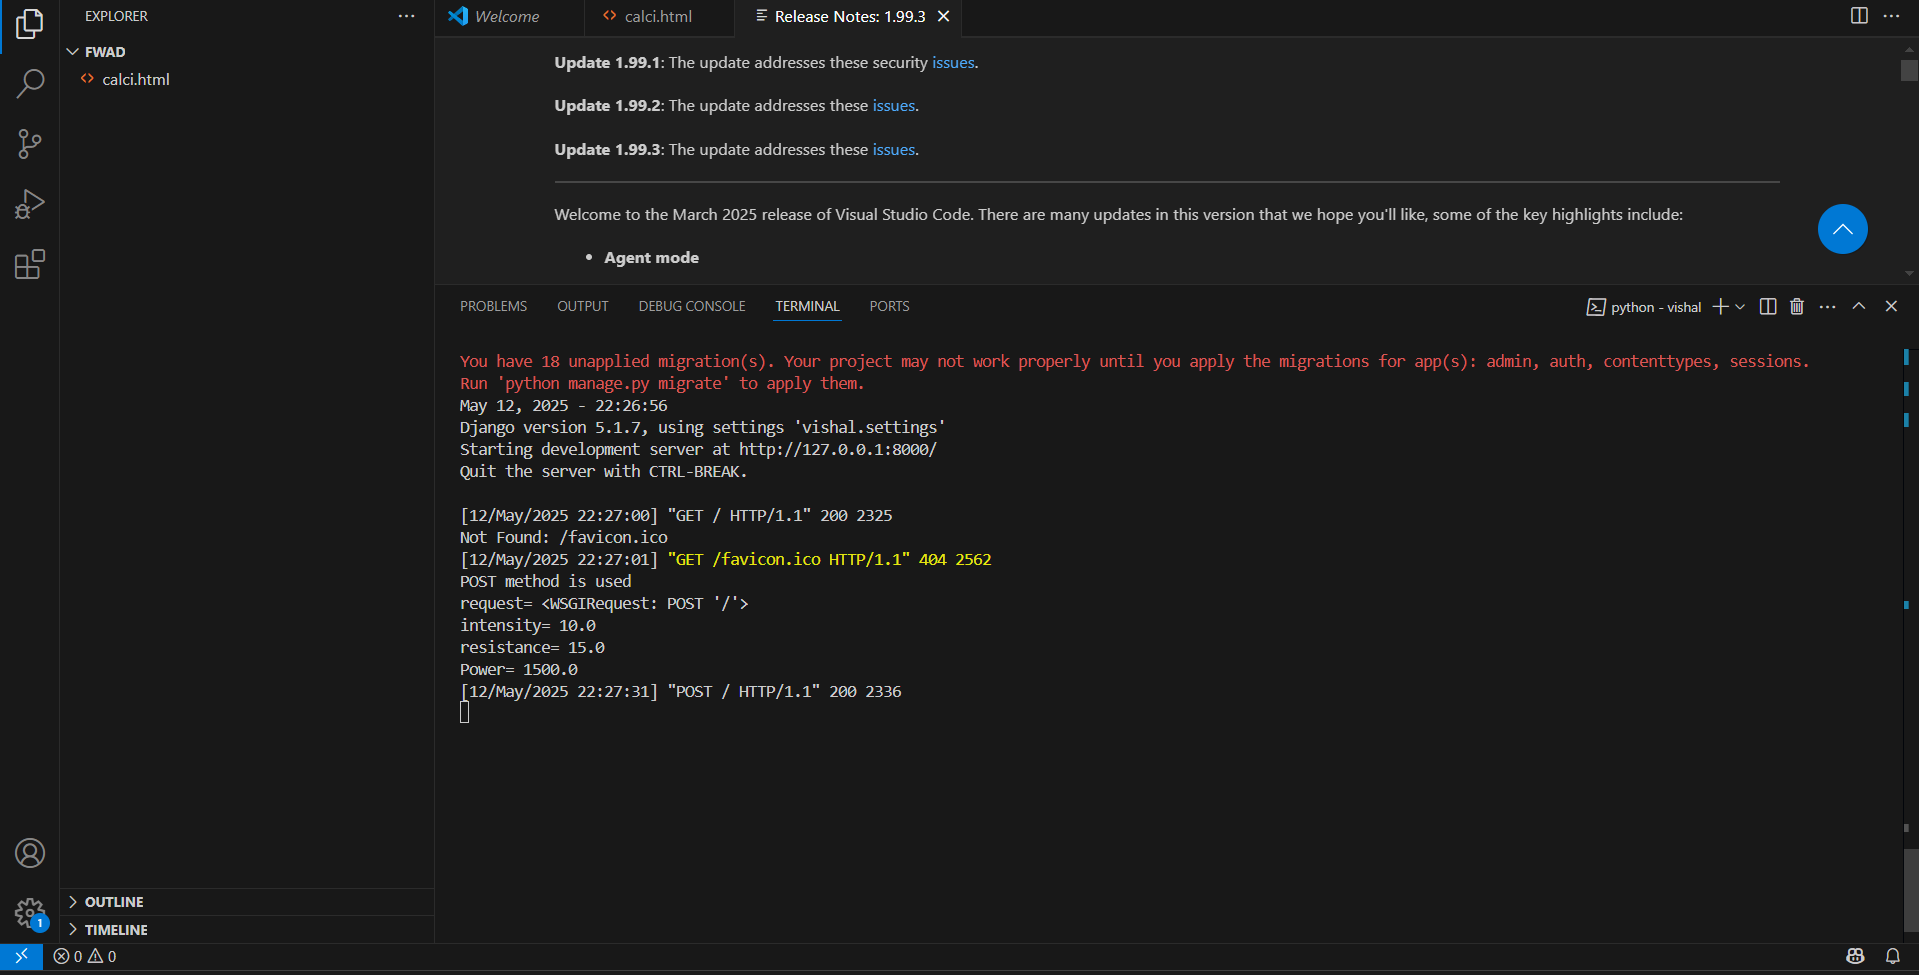 EXPLORER
FWAD
calci.html
Welcome
calci.html
Release Notes: 1.99.3
Update 1.99.1: The update addresses these security issues.
Update 1.99.2: The update addresses these issues.
Update 1.99.3: The update addresses these issues.
Welcome to the March 2025 release of Visual Studio Code. There are many updates in this version that we hope you'll like, some of the key highlights include:
• Agent mode
PROBLEMS OUTPUT DEBUG CONSOLE TERMINAL PORTS
python - vishal
You have 18 unapplied migration(s). Your project may not work properly until you apply the migrations for app(s): admin, auth, contenttypes, sessions.
Run 'python manage.py migrate' to apply them.
May 12, 2025 - 22:26:56
Django version 5.1.7, using settings 'vishal.settings'
Starting development server at http://127.0.0.1:8000/
Quit the server with CTRL-BREAK.
[12/May/2025 22:27:00] "GET / HTTP/1.1" 200 2325
Not Found: /favicon.ico
[12/May/2025 22:27:01] "GET /favicon.ico HTTP/1.1" 404 2562
POST method is used
request= <WSGIRequest: POST '/'>
intensity= 10.0
resistance= 15.0
Power= 1500.0
[12/May/2025 22:27:31] "POST / HTTP/1.1" 200 2336
OUTLINE
TIMELINE
1
0 0